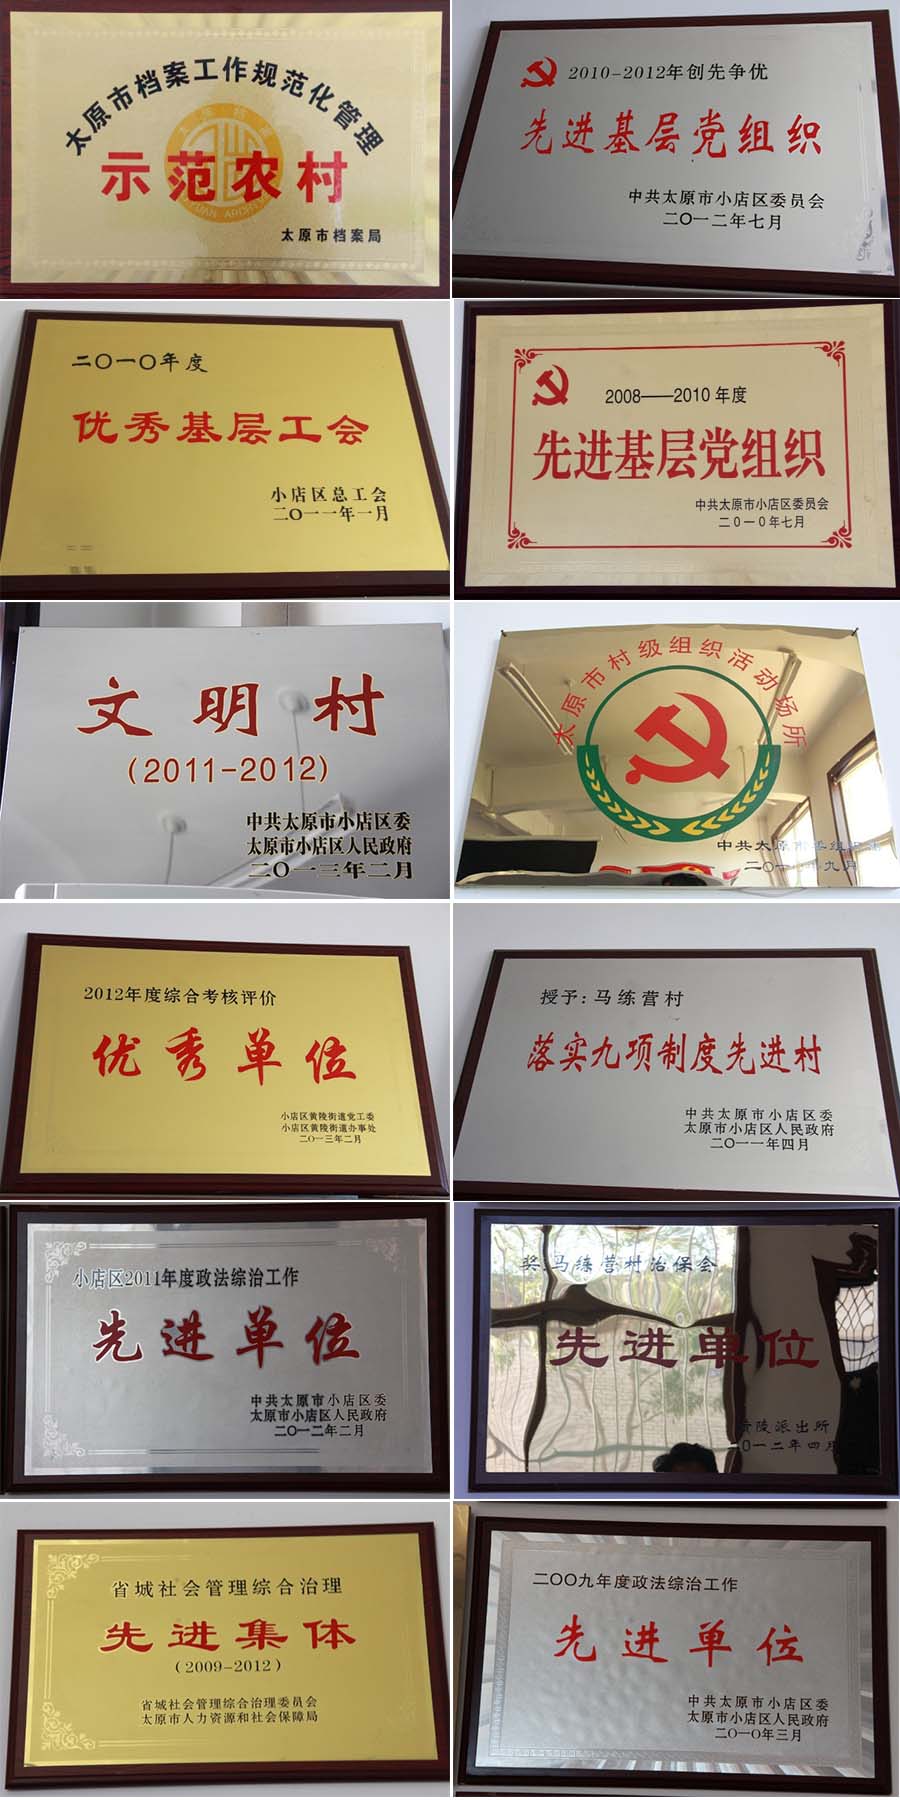 太原市档案工作规范化管理
示范农村
太原市档案局
2010-2012年创先争优
先进基层党组织
中共太原市小店区委员会
二〇一二年七月
二〇一〇年度
优秀基层工会
小店区总工会
二〇一一年一月
2008——2010年度
先进基层党组织
中共太原市小店区委员会
二0一0年七月
文明村
(2011-2012)
中共太原市小店区委
太原市小店区人民政府
二〇一三年二月
太原市村级组织活动场所
中共太原市
九月
2012年度综合考核评价
优秀单位
小店区黄陵街道党工委
小店区黄陵街道办事处
二〇一三年二月
授予:马练营村
落实九项制度先进村
中共太原市小店区委
太原市小店区人民政府
二〇一一年四月
小店区2011年度政法综治工作
先进单位
中共太原市小店区委
太原市小店区人民政府
二〇一二年二月
奖:马练营村治保会
先进单位
陵派出所
一二年四月
省城社会管理综合治理
先进集体
(2009-2012)
省城社会管理综合治理委员会
太原市人力资源和社会保障局
二〇〇九年度政法综治工作
先进单位
中共太原市小店区委
太原市小店区人民政府
二〇一〇年三月